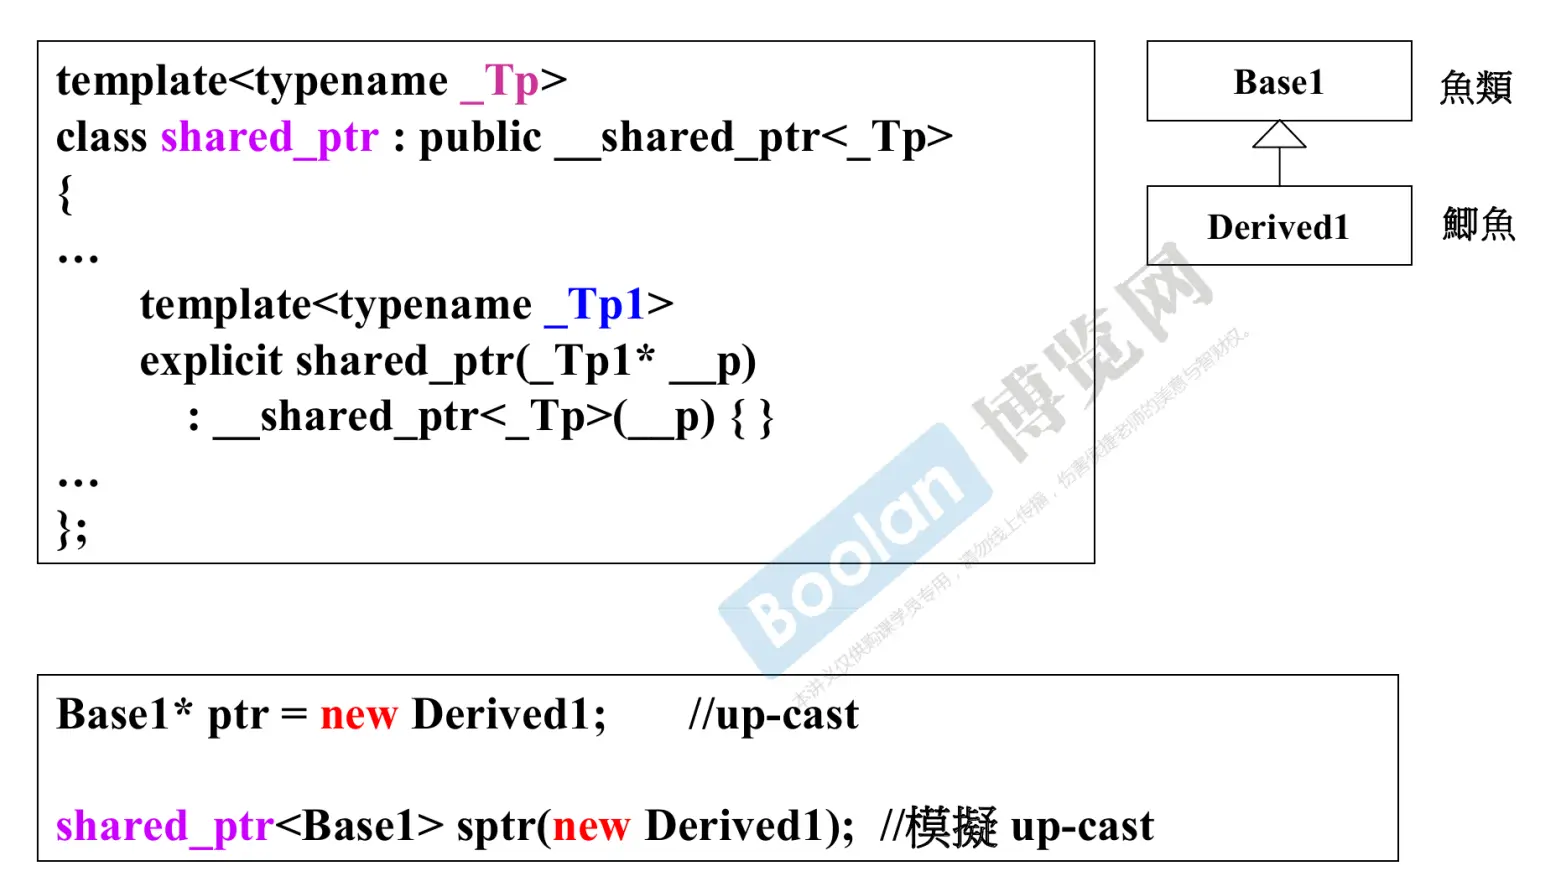 template<typename _Tp>
class shared_ptr : public __shared_ptr<_Tp>
{
...
template<typename _Tp1>
explicit shared_ptr(_Tp1* __p)
: __shared_ptr<_Tp>(__p) { }
...
};
Base1
魚類
Derived1
鯽魚
Boolan
博览网
本讲义仅供购课学员专用，请勿线上传播，伤害侯捷老师的美意与智财权。
Base1* ptr = new Derived1; //up-cast
shared_ptr<Base1> sptr(new Derived1); //模擬 up-cast